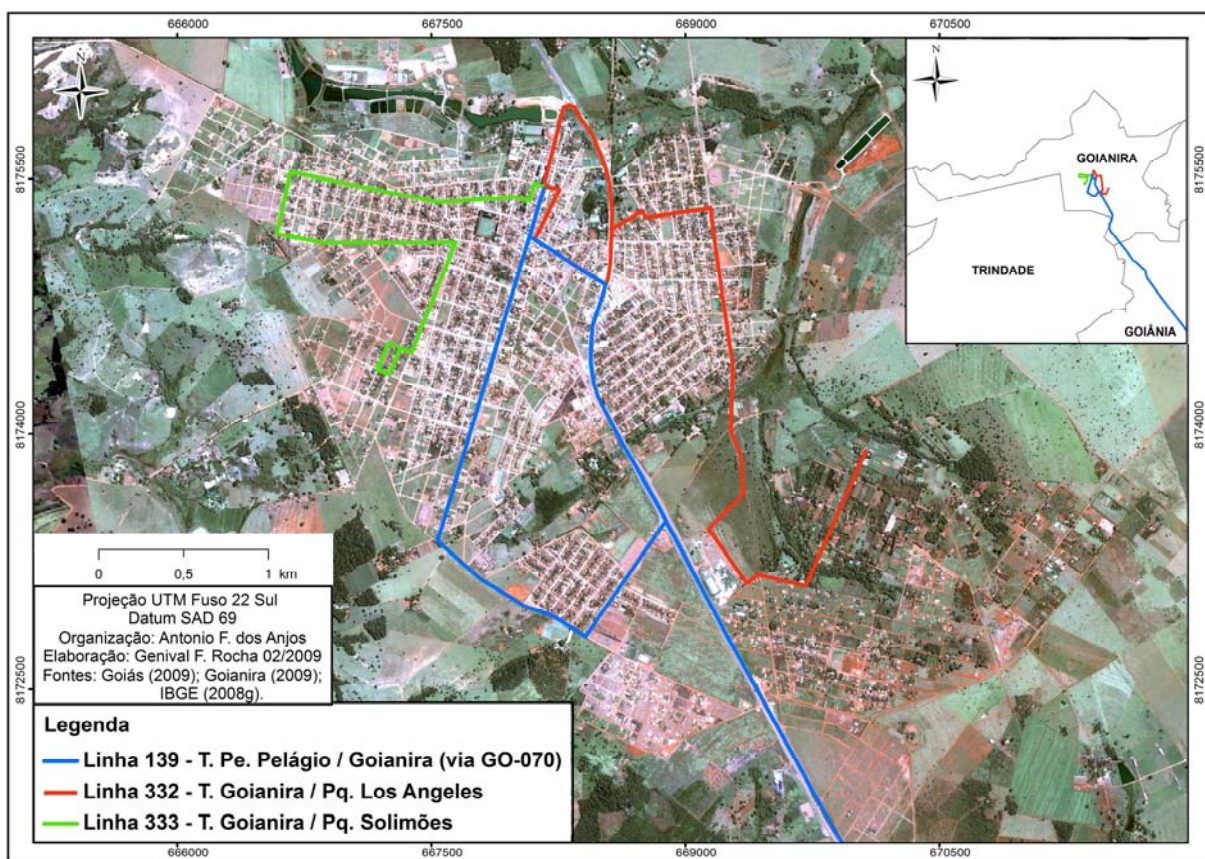 666000
667500
669000
670500
N
N
8175500
8175500
GOIANIRA
TRINDADE
GOIÂNIA
8174000
8174000
0 0,5 1 km
Projeção UTM Fuso 22 Sul
Datum SAD 69
Organização: Antonio F. dos Anjos
Elaboração: Genival F. Rocha 02/2009
Fontes: Goiás (2009); Goianira (2009);
IBGE (2008g).
8172500
8172500
Legenda
Linha 139 - T. Pe. Pelágio / Goianira (via GO-070)
Linha 332 - T. Goianira / Pq. Los Angeles
Linha 333 - T. Goianira / Pq. Solimões
666000
667500
669000
670500